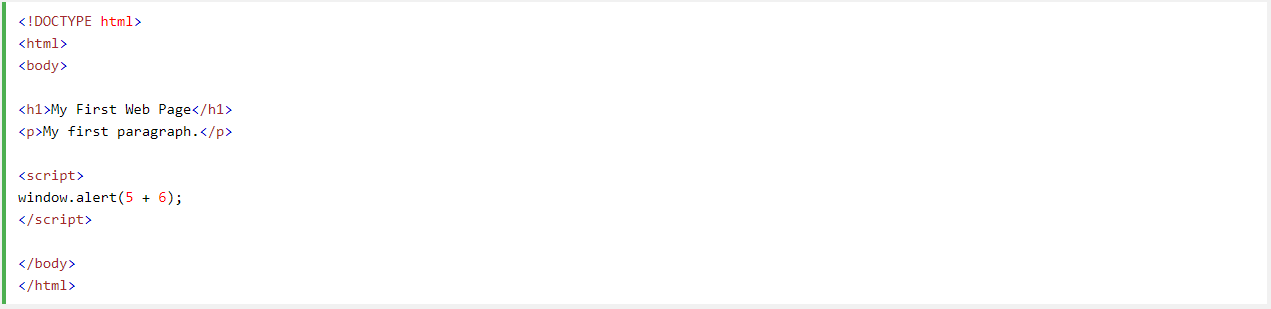 <!DOCTYPE html>
<html>
<body>
<h1>My First Web Page</h1>
<p>My first paragraph.</p>
<script>
window.alert(5 + 6);
</script>
</body>
</html>